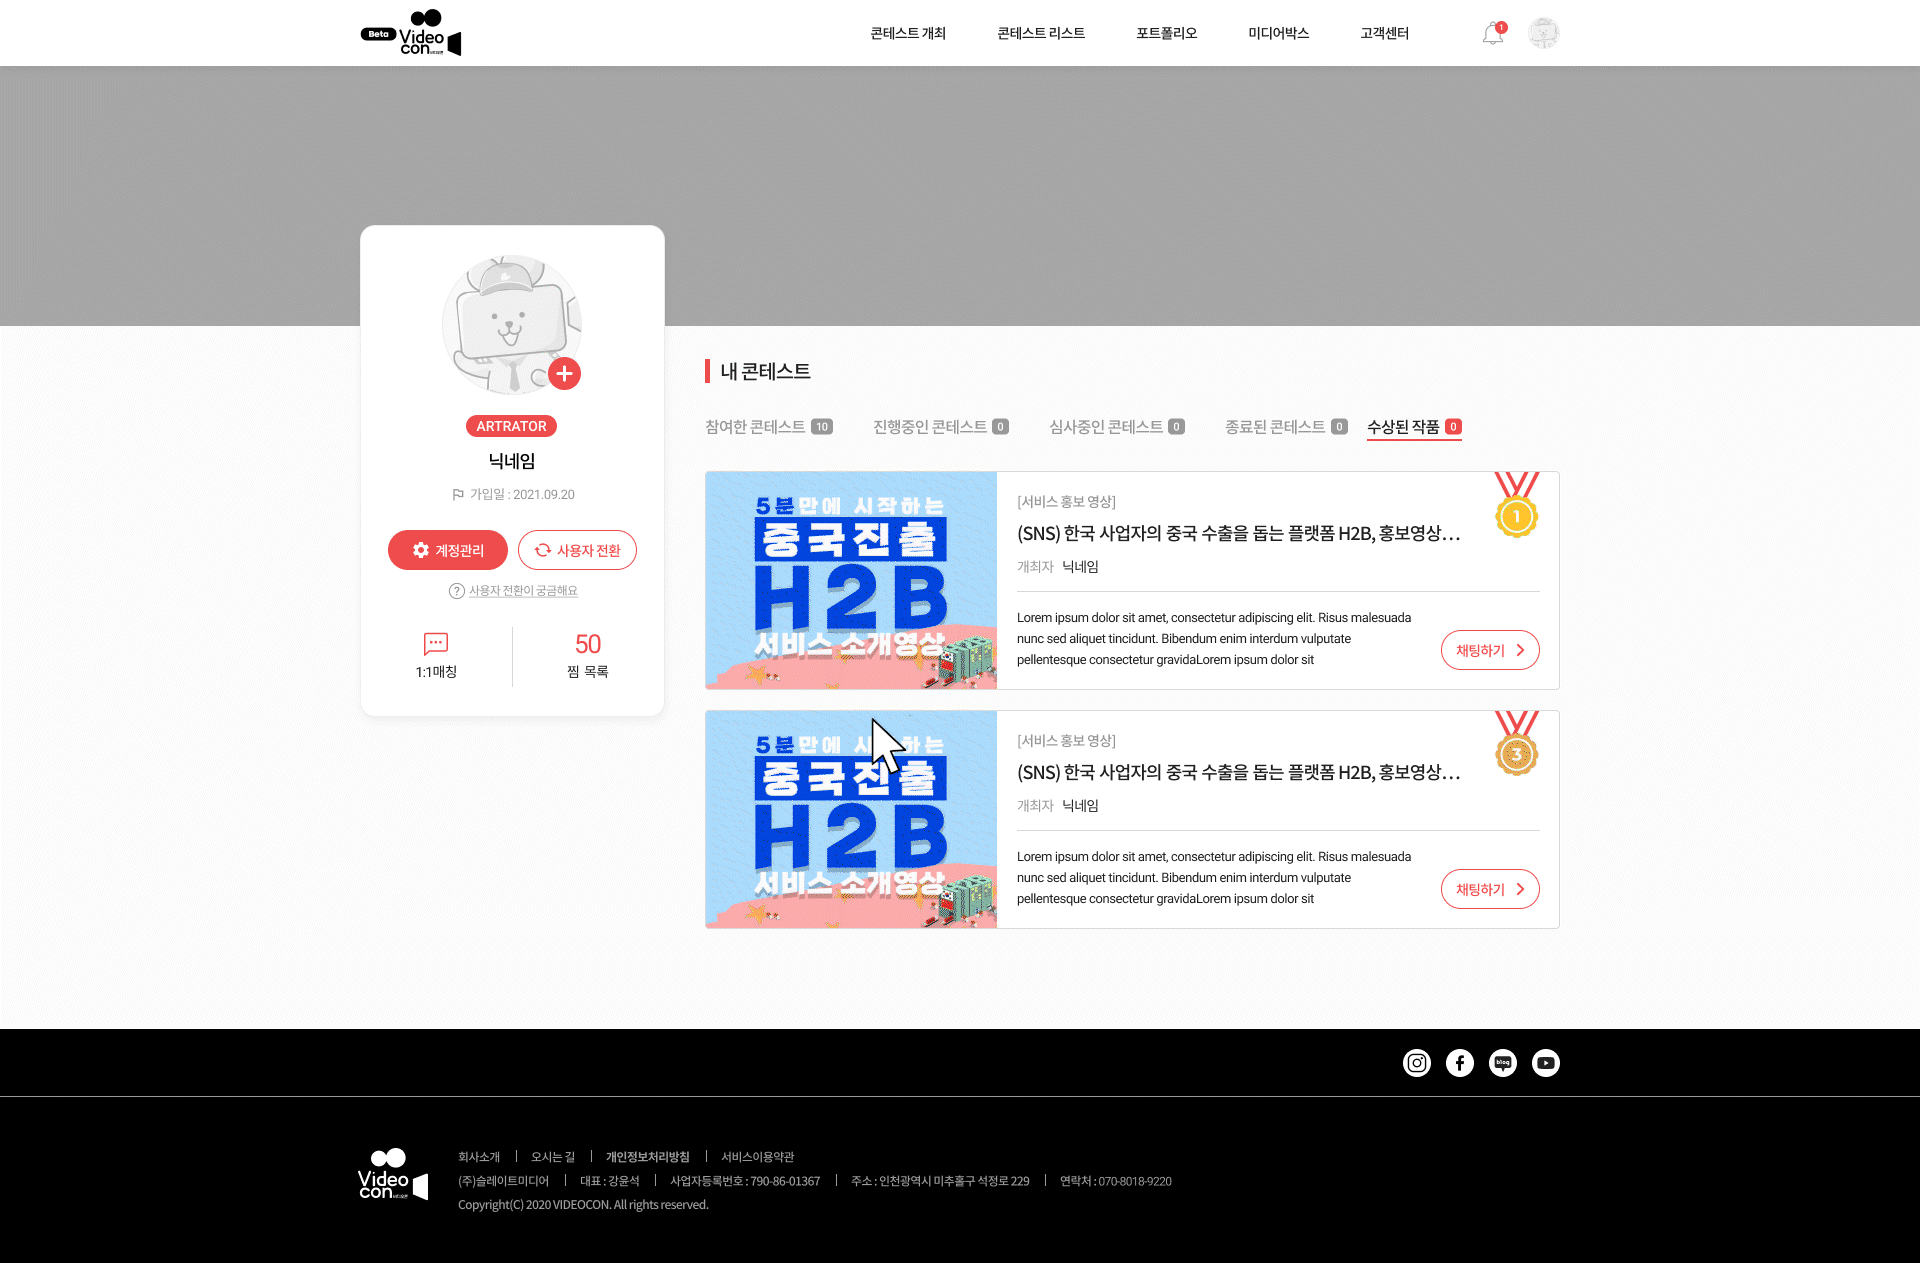 Beta
Video
con
콘테스트 개최
콘테스트 리스트
포트폴리오
미디어박스
고객센터
1
ARTRATOR
닉네임
가입일 : 2021.09.20
계정관리
사용자 전환
? 사용자 전환이 궁금해요
1:1매칭
50
찜 목록
내 콘테스트
참여한 콘테스트 10
진행중인 콘테스트 0
심사중인 콘테스트 0
종료된 콘테스트 0
수상된 작품 0
5분만에 시작하는
중국진출
H2B
서비스 소개영상
[서비스 홍보 영상]
(SNS) 한국 사업자의 중국 수출을 돕는 플랫폼 H2B, 홍보영상...
개최자 닉네임
1
Lorem ipsum dolor sit amet, consectetur adipiscing elit. Risus malesuada
nunc sed aliquet tincidunt. Bibendum enim interdum vulputate
pellentesque consectetur gravidaLorem ipsum dolor sit
채팅하기
5분만에 시 하는
중국진출
H2B
서비스 소개영상
[서비스 홍보 영상]
(SNS) 한국 사업자의 중국 수출을 돕는 플랫폼 H2B, 홍보영상...
개최자 닉네임
3
Lorem ipsum dolor sit amet, consectetur adipiscing elit. Risus malesuada
nunc sed aliquet tincidunt. Bibendum enim interdum vulputate
pellentesque consectetur gravidaLorem ipsum dolor sit
채팅하기
blog
Video
con
회사소개 | 오시는 길 | 개인정보처리방침 | 서비스이용약관
(주)슬레이트미디어 | 대표 : 강윤석 | 사업자등록번호 : 790-86-01367 | 주소 : 인천광역시 미추홀구 석정로 229 | 연락처 : 070-8018-9220
Copyright(C) 2020 VIDEOCON. All rights reserved.